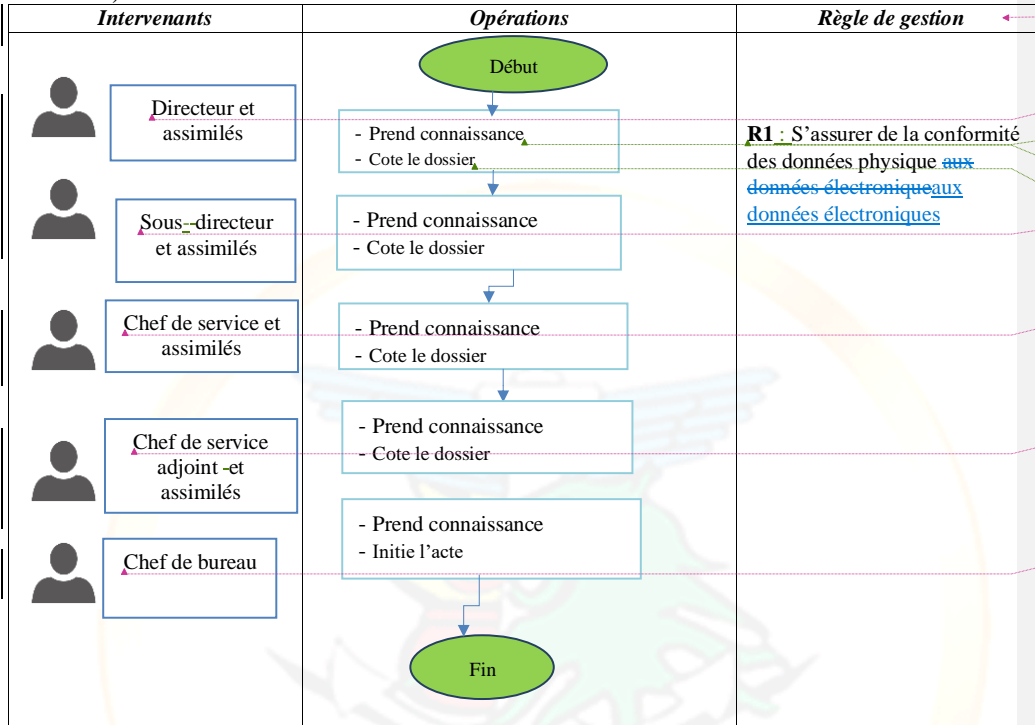 Intervenants Opérations Règle de gestion
Début
Directeur et
assimilés
- Prend connaissance
- Cote le dossier
R1 : S’assurer de la conformité
des données physique aux
données électroniqueaux
données électroniques
Sous--directeur
et assimilés
- Prend connaissance
- Cote le dossier
Chef de service et
assimilés
- Prend connaissance
- Cote le dossier
Chef de service
adjoint -et
assimilés
- Prend connaissance
- Cote le dossier
Chef de bureau
- Prend connaissance
- Initie l’acte
Fin